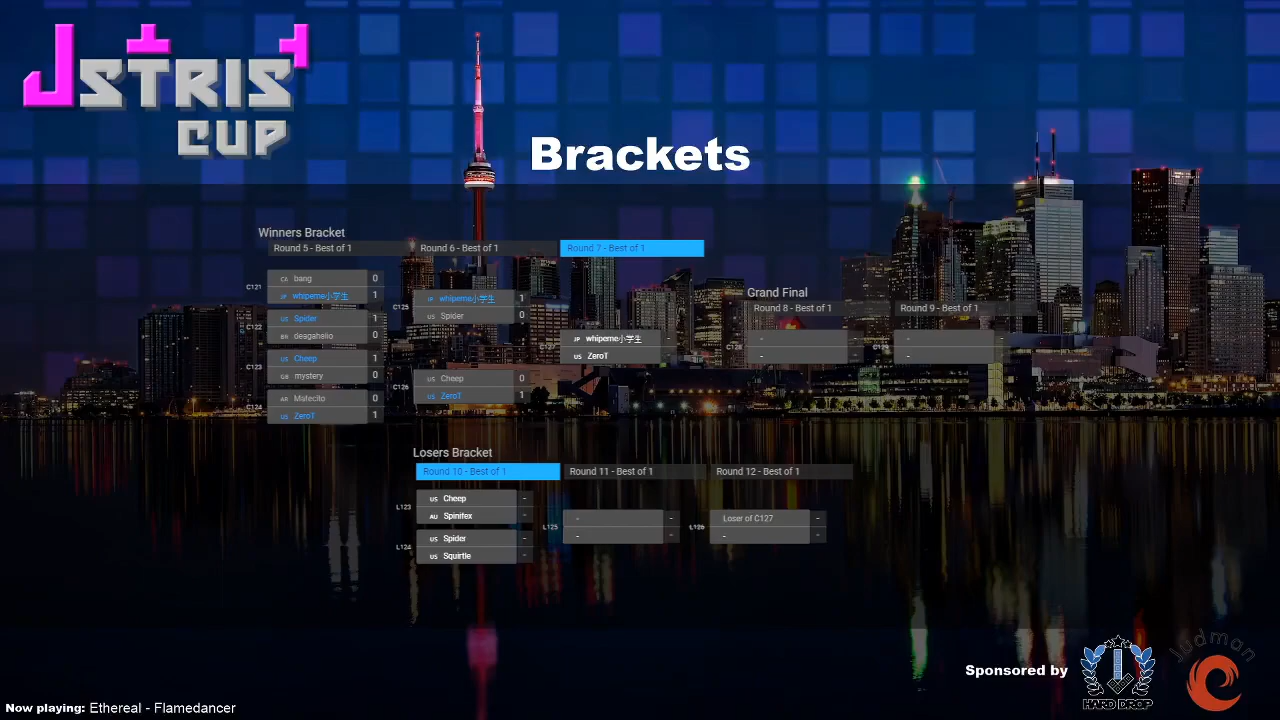 JSTRIS
CUP
Brackets
Winners Bracket
Round 5 - Best of 1
Round 6 - Best of 1
Round 7 - Best of 1
C121
CA bang 0
JP whipeme小学生 1
C122
US Spider 1
BR deagahelio 0
C123
US Cheep 1
GB mystery 0
C124
AR Mufecito 0
US ZeroT 1
C125
JP whipeme小学生 1
US Spider 0
C126
US Cheep 0
US ZeroT 1
JP whipeme小学生 -
US ZeroT
Grand Final
Round 8 - Best of 1
Round 9 - Best of 1
C128
- -
- -
C129
- -
- -
Losers Bracket
Round 10 - Best of 1
Round 11 - Best of 1
Round 12 - Best of 1
L123
US Cheep -
AU Spinifex -
L124
US Spider -
US Squirtle -
L125
- -
- -
L126
Loser of C127 -
- -
Sponsored by
HARD DROP
Judman
Now playing: Ethereal - Flamedancer